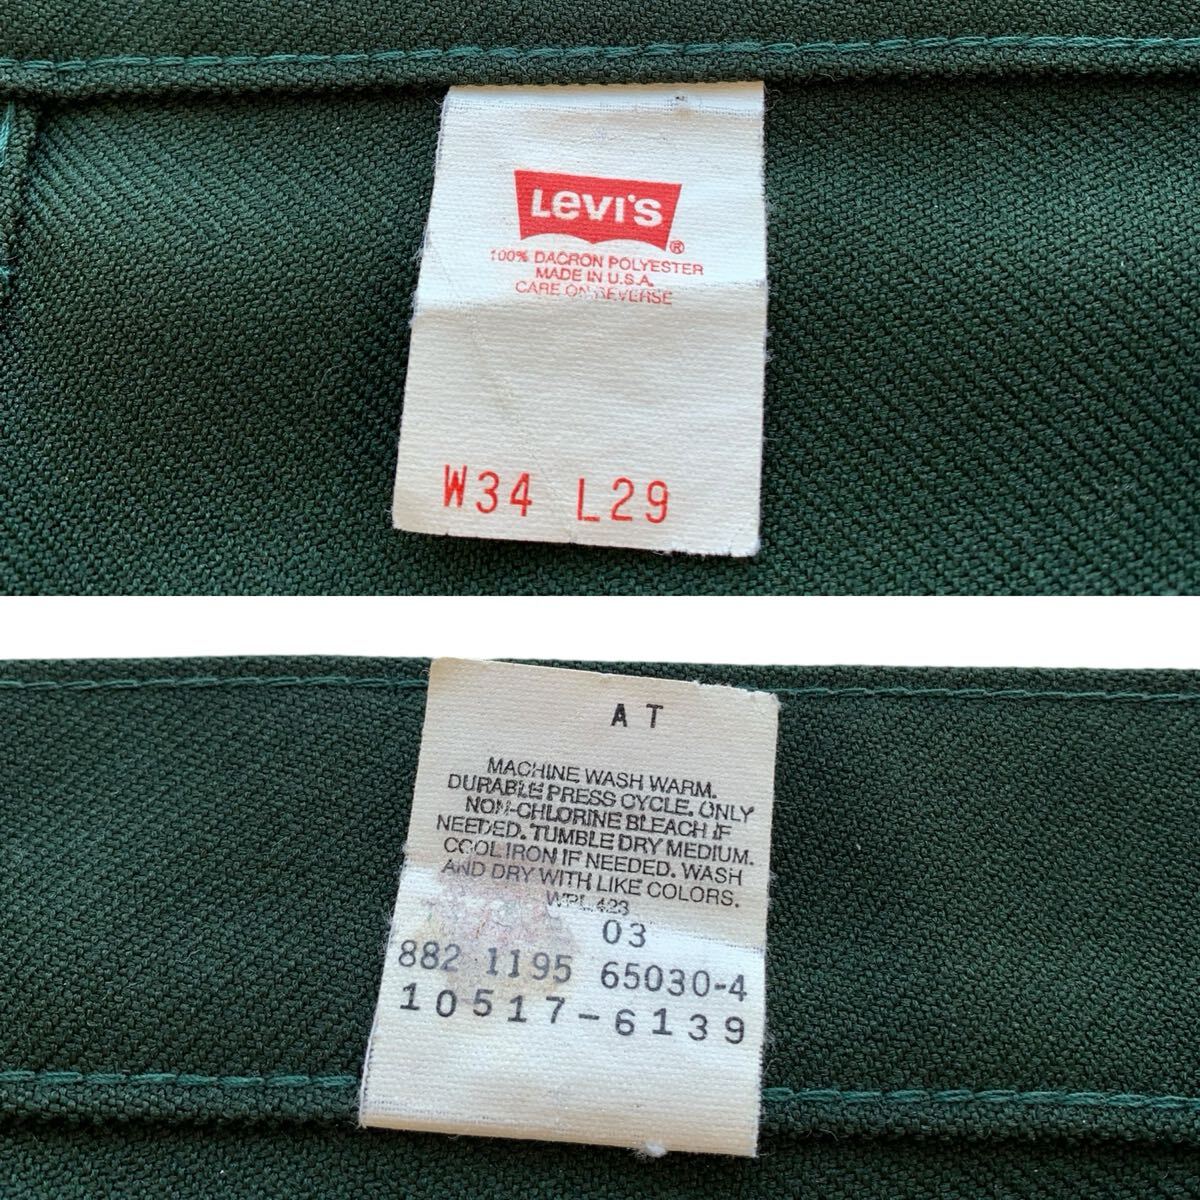 Levi's
®
100% DACRON POLYESTER
MADE IN U.S.A.
CARE ON REVERSE
W34 L29
A T
MACHINE WASH WARM.
DURABLE PRESS CYCLE. ONLY
NON-CHLORINE BLEACH IF
NEEDED. TUMBLE DRY MEDIUM.
COOL IRON IF NEEDED. WASH
AND DRY WITH LIKE COLORS.
WPL 423
03
882 1195 65030-4
10517-6139